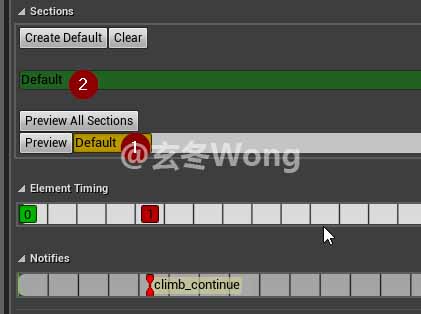 Sections
Create Default Clear
Default 2
Preview All Sections
Preview Default 1
@玄冬Wong
Element Timing
0 1
Notifies
climb_continue